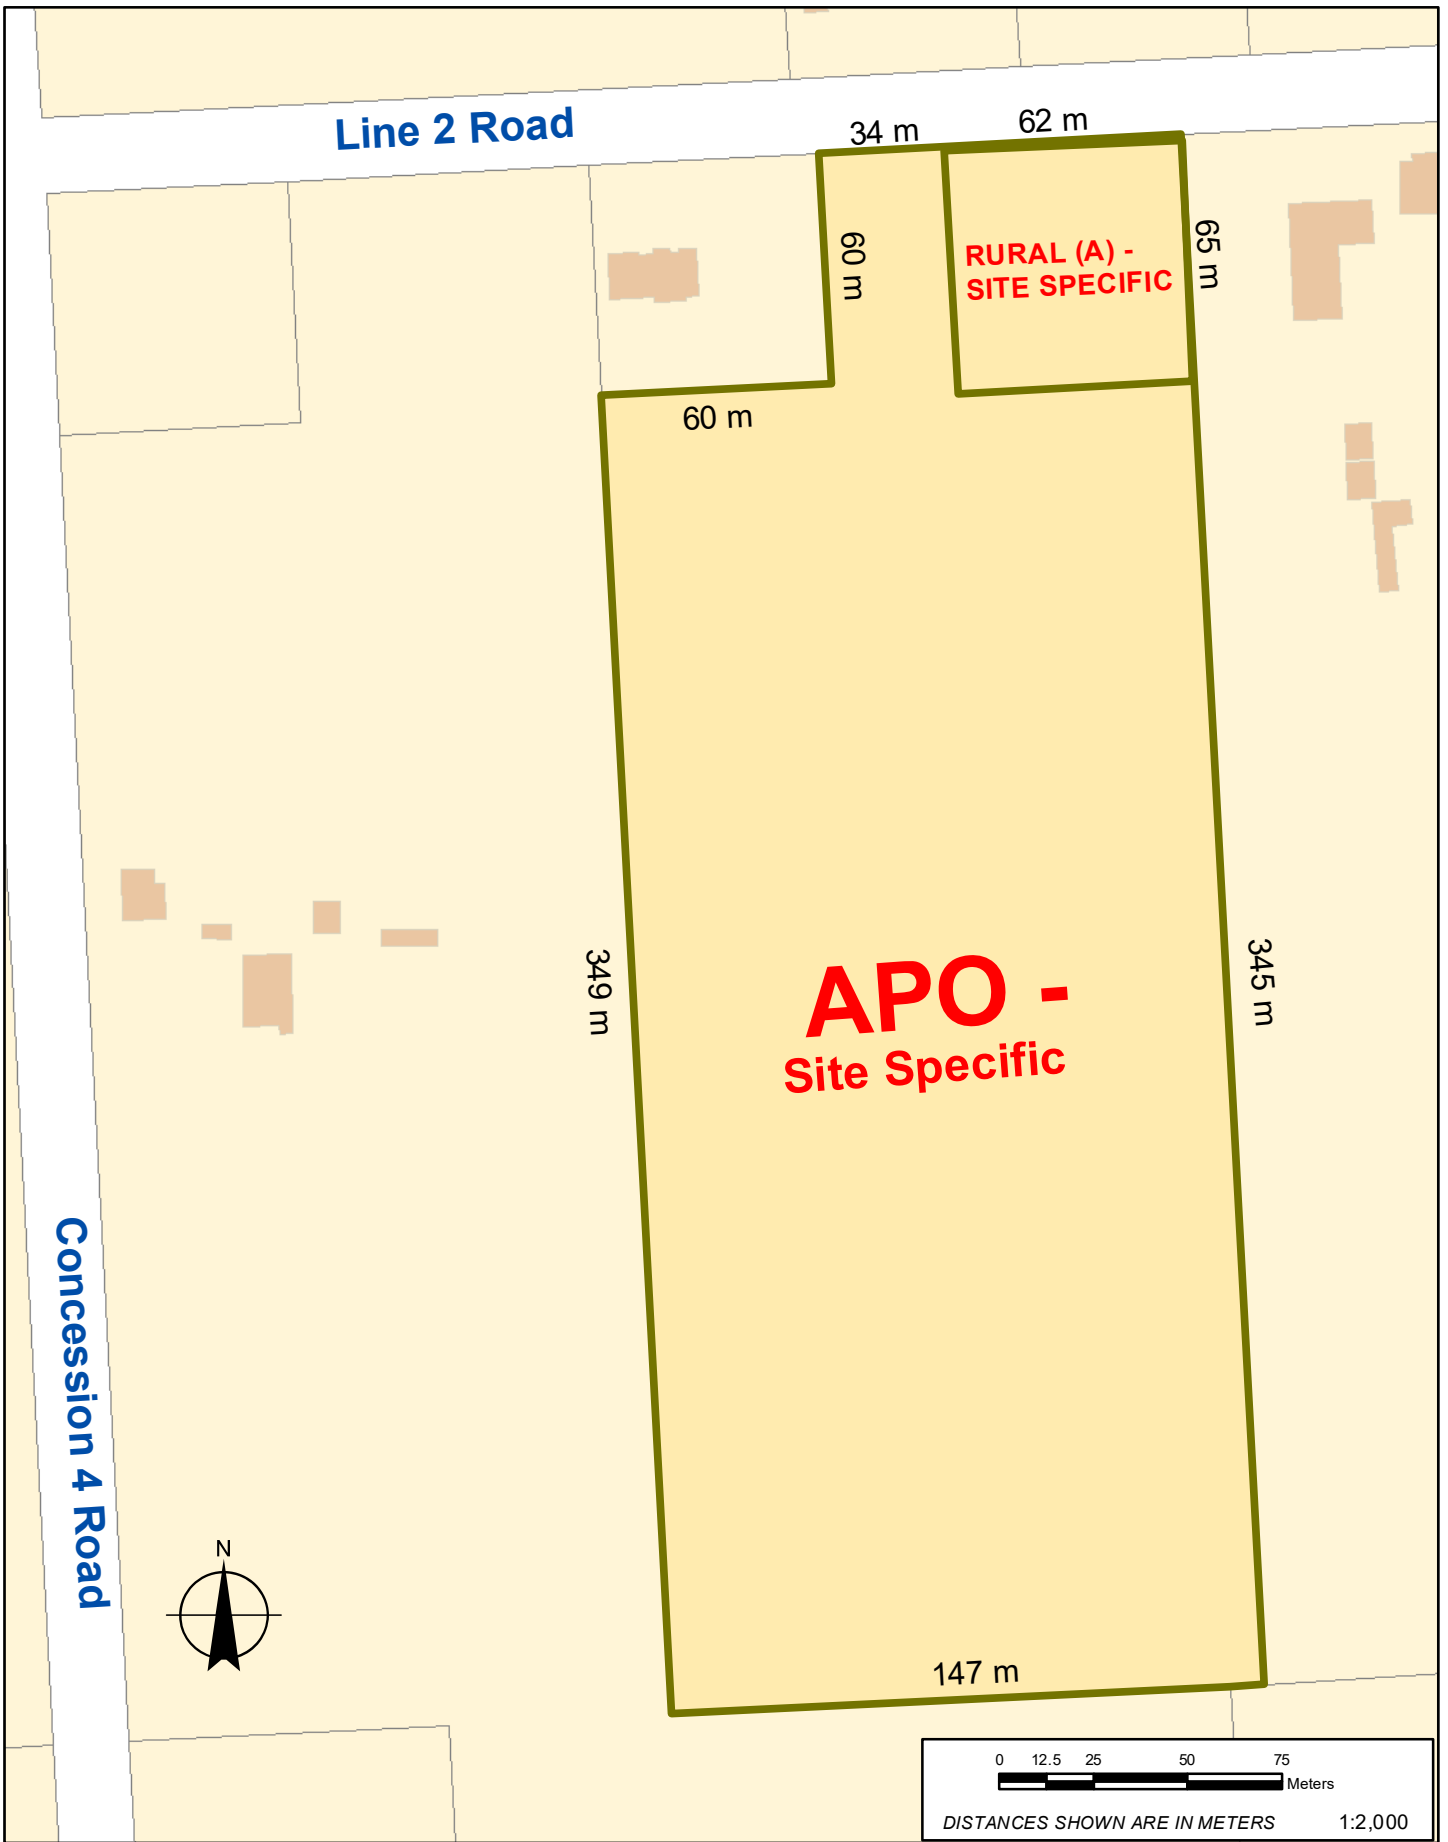 Line 2 Road
34 m
62 m
60 m
65 m
RURAL (A) -
SITE SPECIFIC
60 m
349 m
345 m
APO -
Site Specific
Concession 4 Road
N
147 m
0 12.5 25 50 75
Meters
DISTANCES SHOWN ARE IN METERS 1:2,000